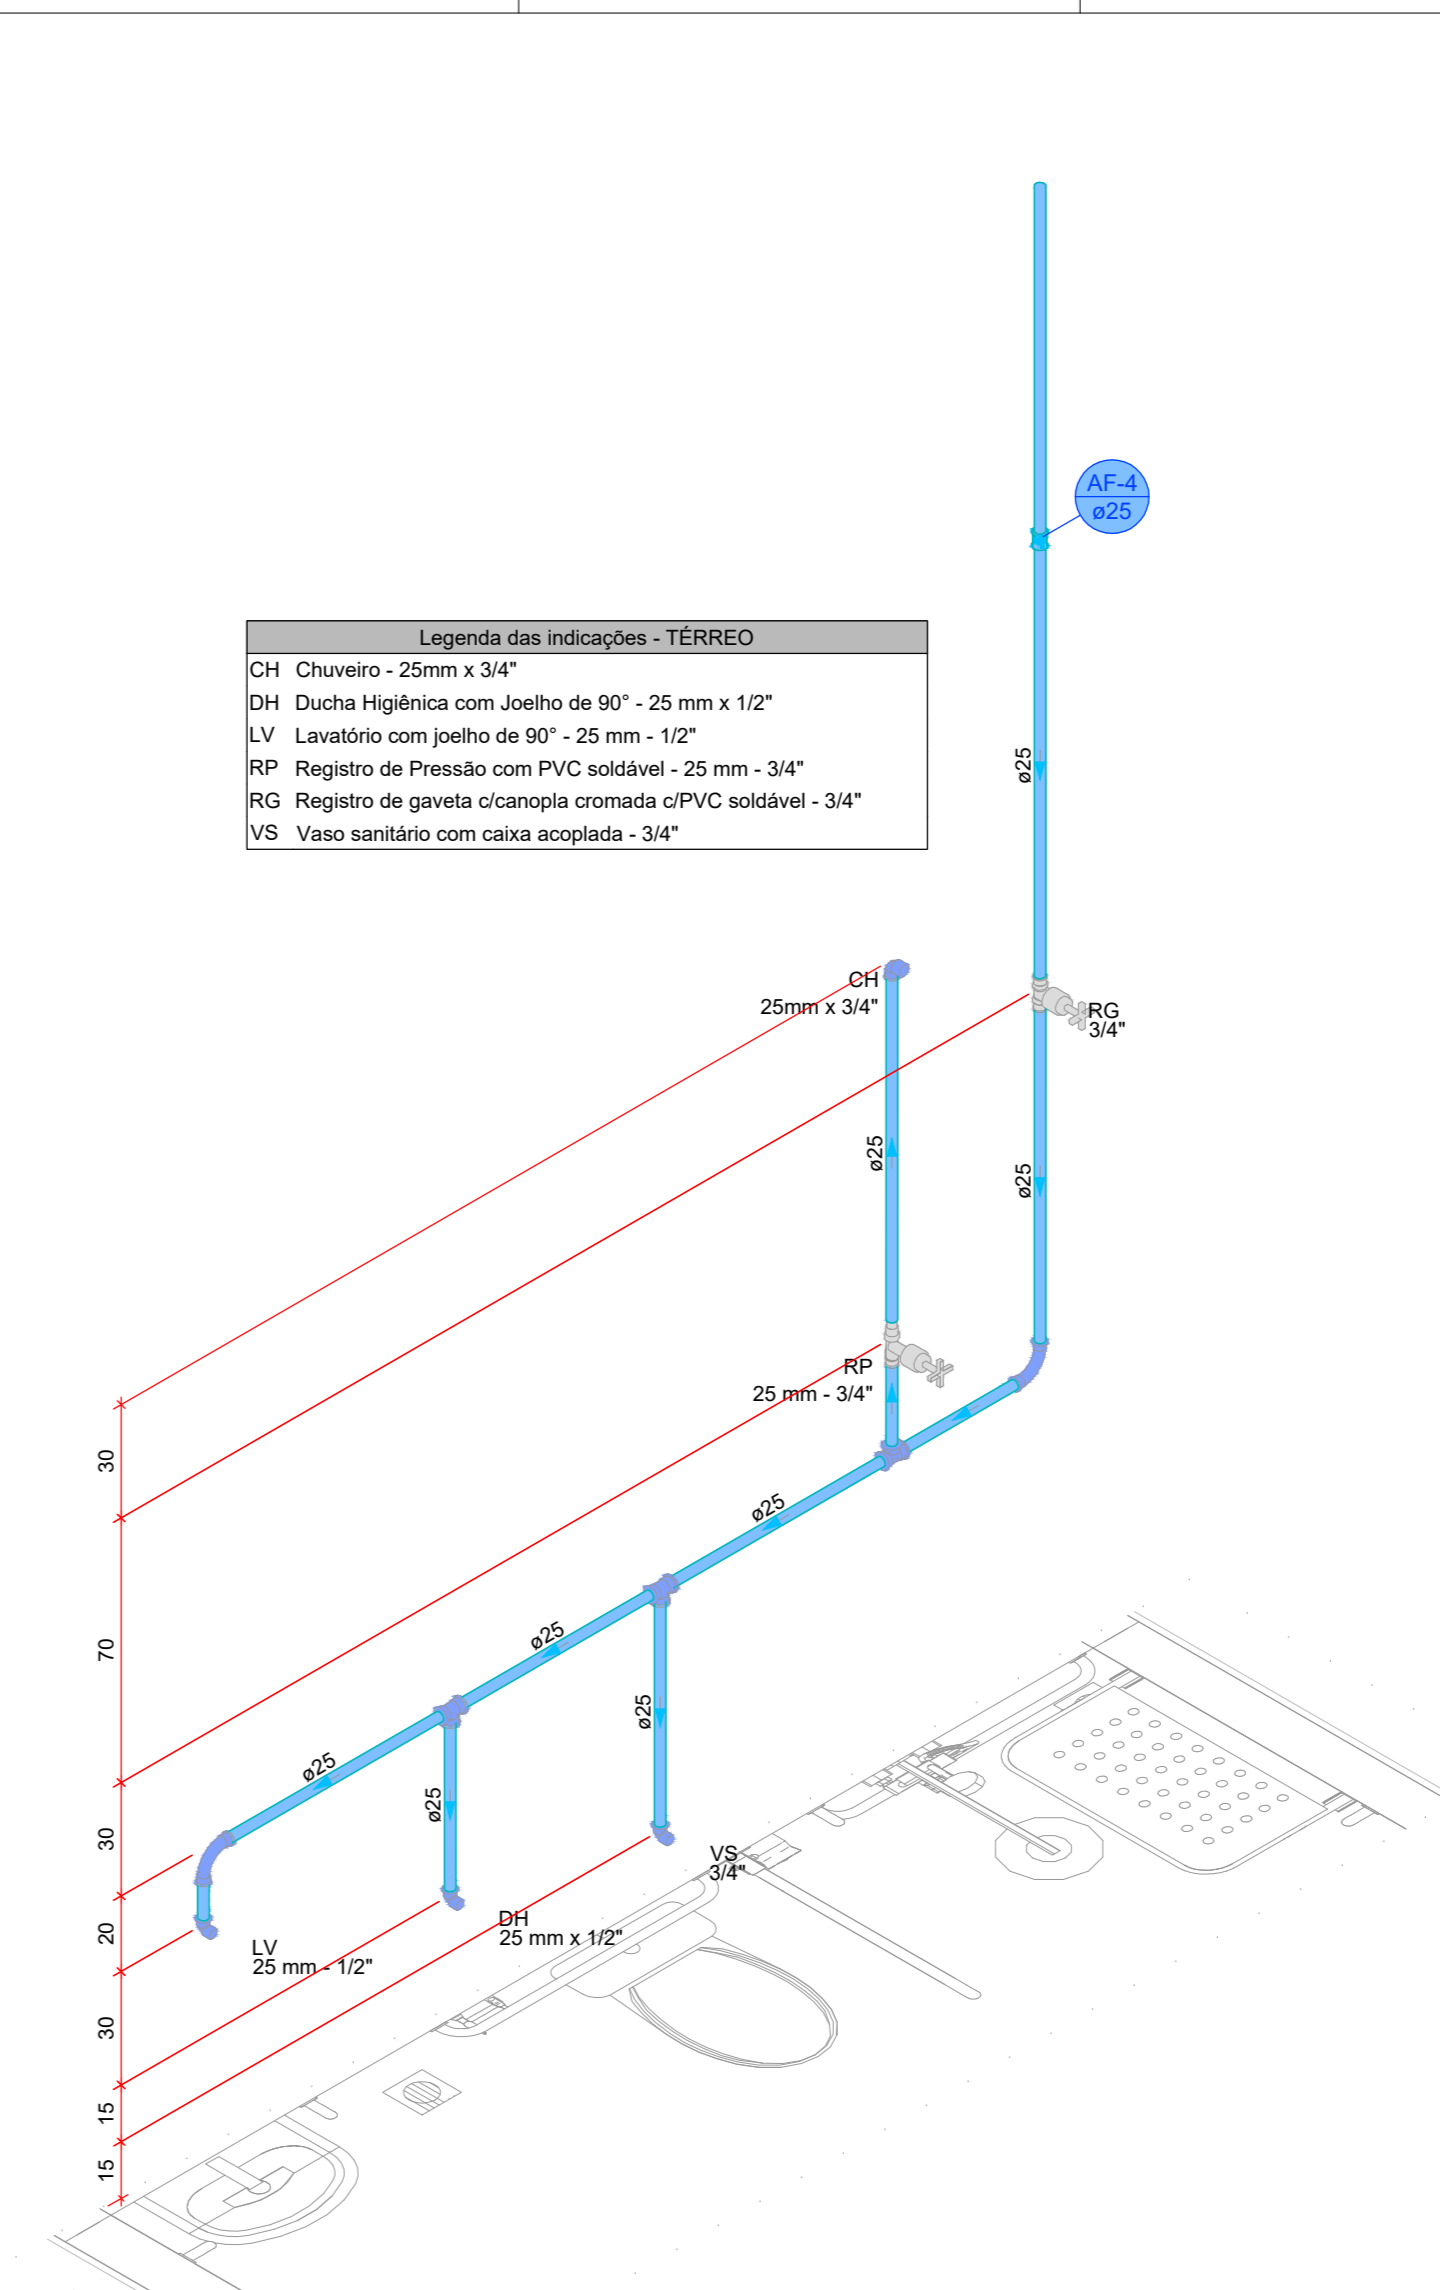 AF-4
ø25
Legenda das indicações - TÉRREO
CH Chuveiro - 25mm x 3/4"
DH Ducha Higiênica com Joelho de 90° - 25 mm x 1/2"
LV Lavatório com joelho de 90° - 25 mm - 1/2"
RP Registro de Pressão com PVC soldável - 25 mm - 3/4"
RG Registro de gaveta c/canopla cromada c/PVC soldável - 3/4"
VS Vaso sanitário com caixa acoplada - 3/4"
ø25
CH
25mm x 3/4"
RG
3/4"
ø25
ø25
RP
25 mm - 3/4"
30
ø25
70
ø25
ø25
ø25
ø25
30
VS
3/4"
20
DH
25 mm x 1/2"
LV
25 mm - 1/2"
30
15
15